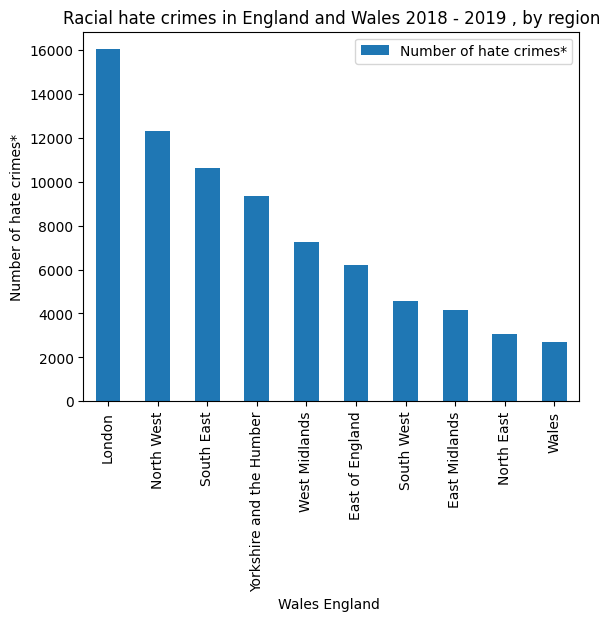 Racial hate crimes in England and Wales 2018 - 2019 , by region
Number of hate crimes*
Number of hate crimes*
16000
14000
12000
10000
8000
6000
4000
2000
0
London
North West
South East
Yorkshire and the Humber
West Midlands
East of England
South West
East Midlands
North East
Wales
Wales England